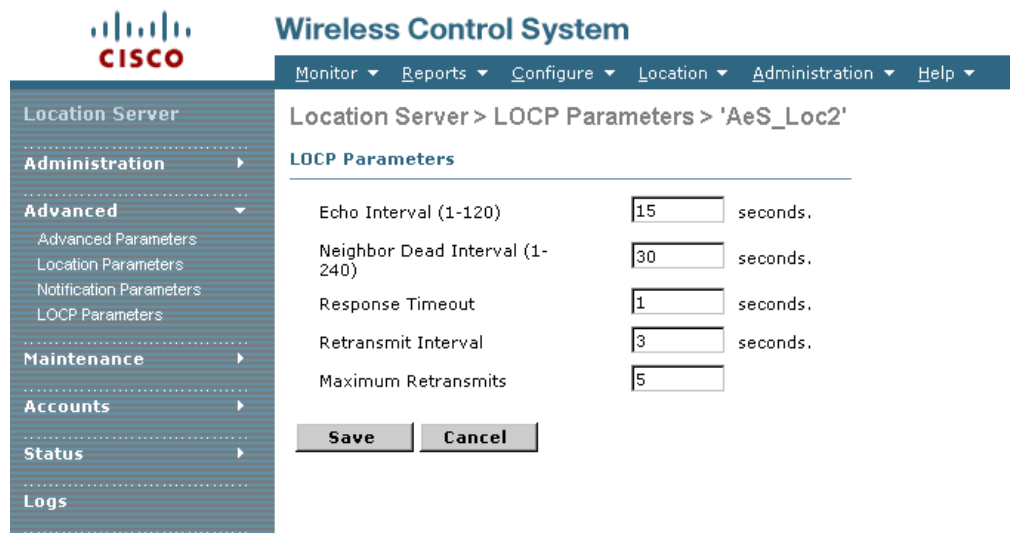 CISCO
Wireless Control System
Monitor Reports Configure Location Administration Help
Location Server
Administration
Advanced
Advanced Parameters
Location Parameters
Notification Parameters
LOCP Parameters
Maintenance
Accounts
Status
Logs
Location Server > LOCP Parameters > 'AeS_Loc2'
LOCP Parameters
Echo Interval (1-120) 15 seconds.
Neighbor Dead Interval (1-
240) 30 seconds.
Response Timeout 1 seconds.
Retransmit Interval 3 seconds.
Maximum Retransmits 5
Save Cancel